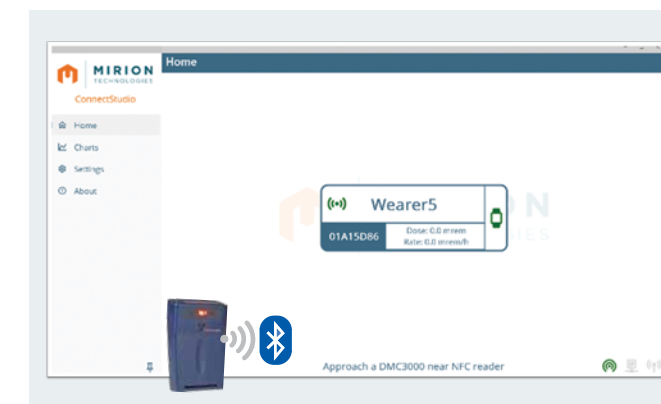 Home
MIRION
TECHNOLOGIES
ConnectStudio
Home
Charts
Settings
About
Wearer5
01A15D86
Dose: 0.0 mrem
Rate: 0.0 mrem/h
Approach a DMC3000 near NFC reader